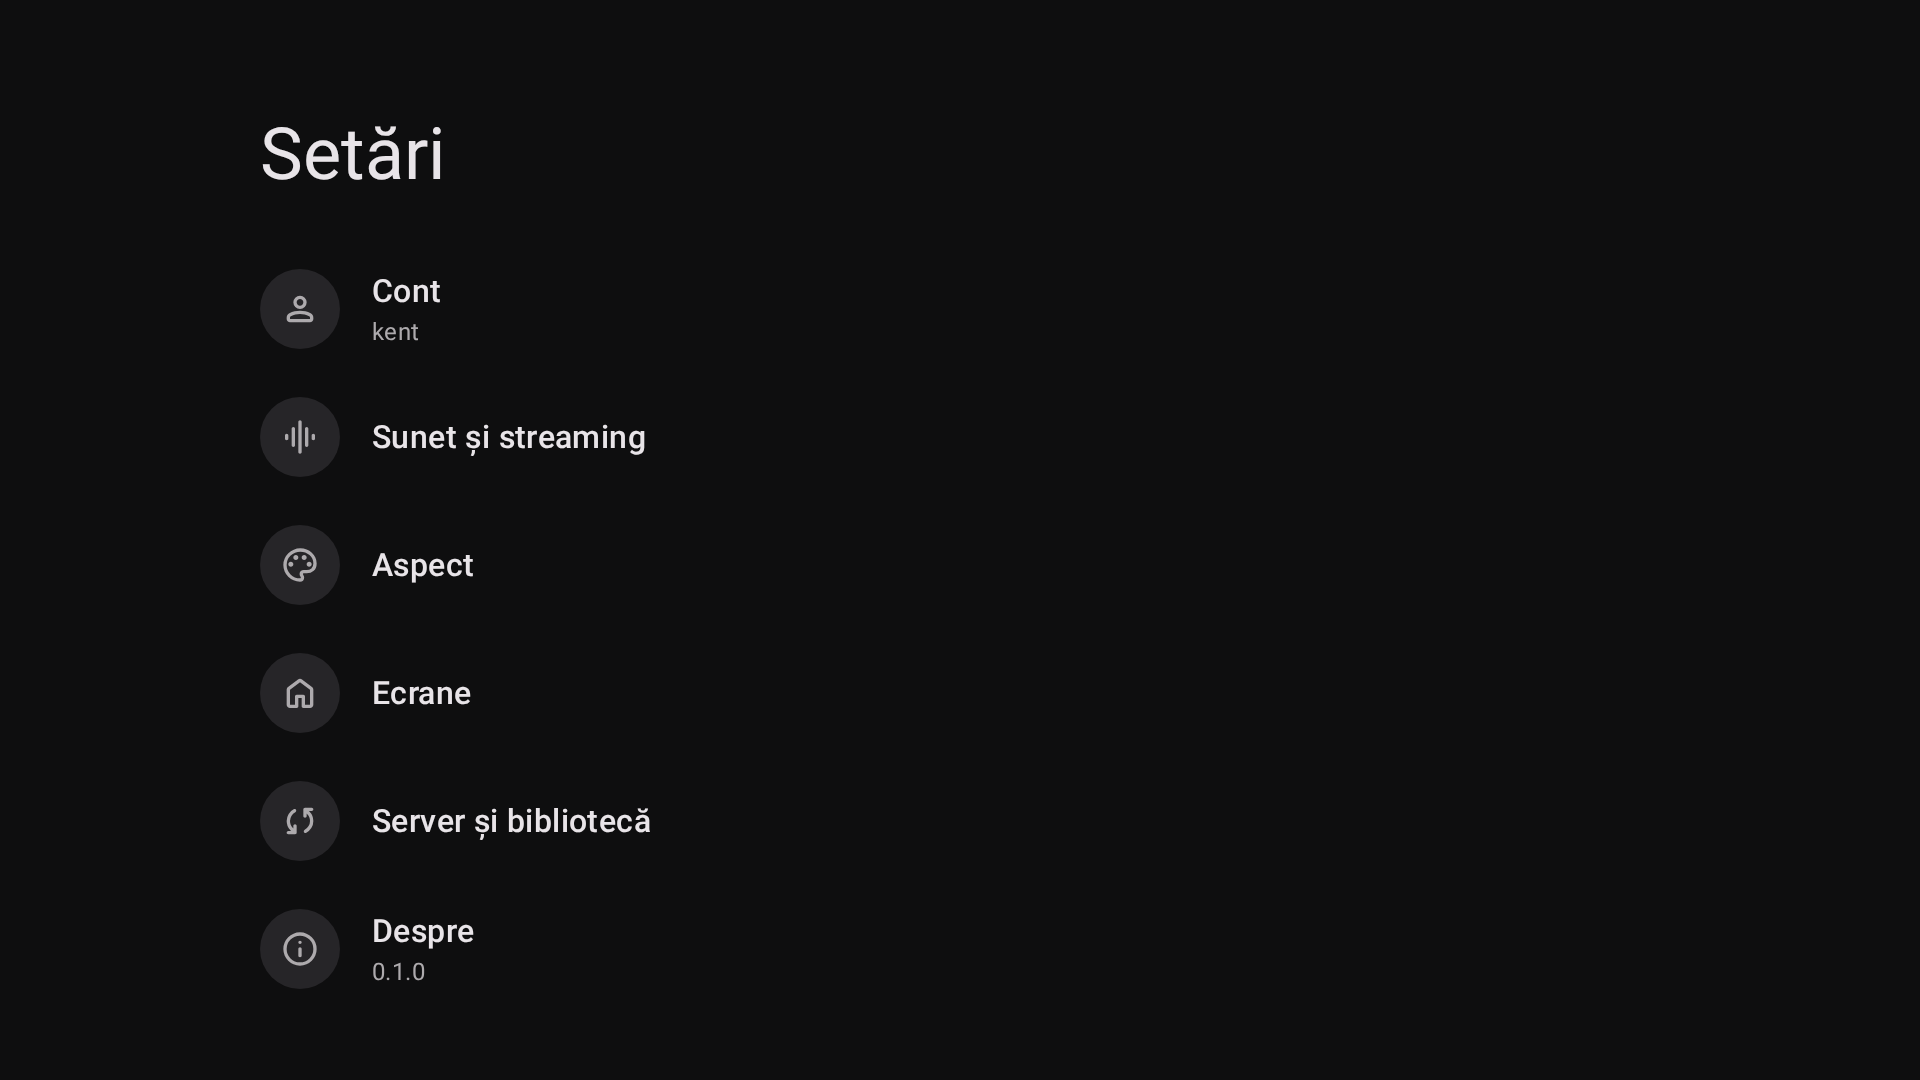 Setări
Cont
kent
Sunet și streaming
Aspect
Ecrane
Server și bibliotecă
Despre
0.1.0